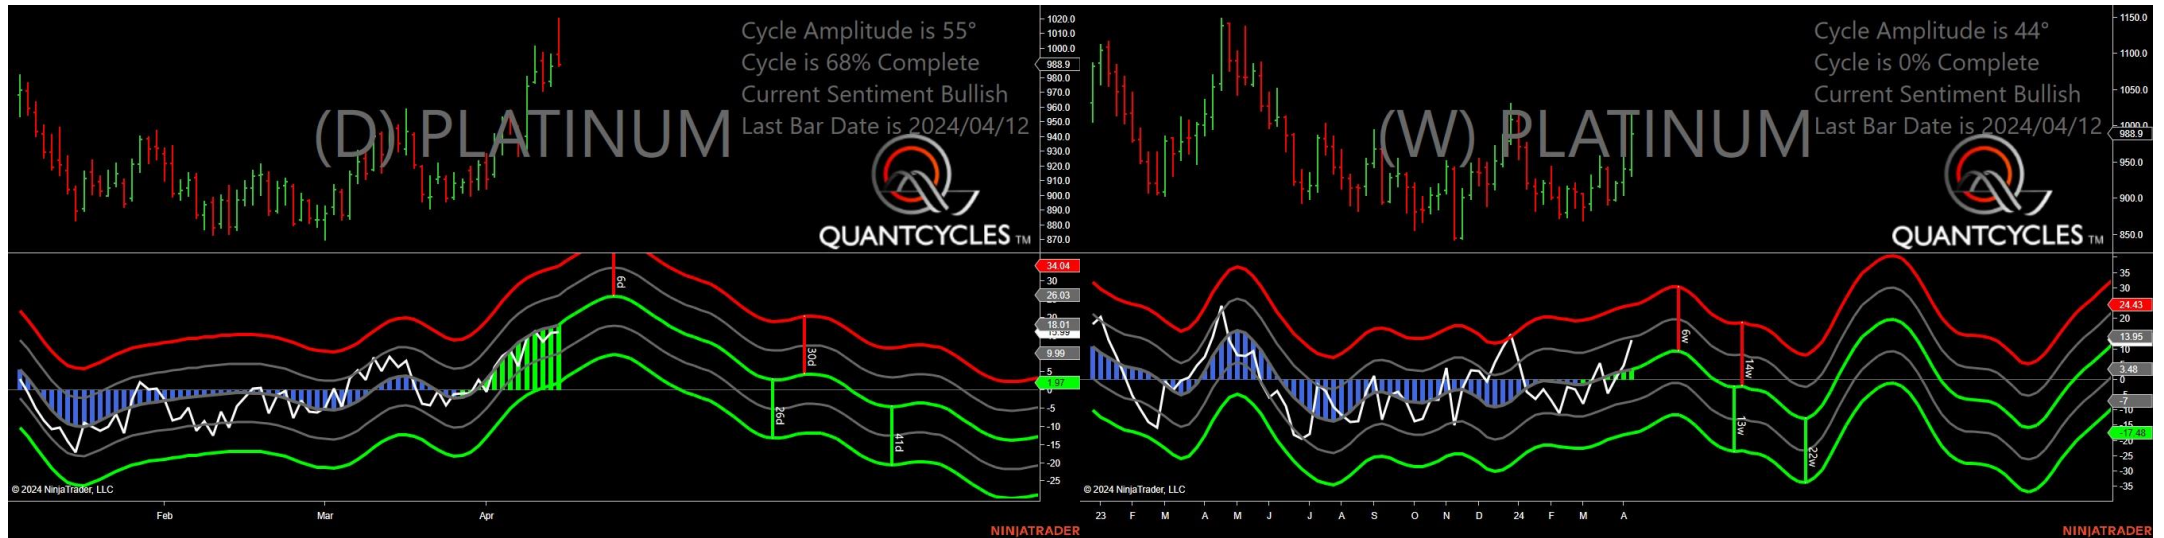 Cycle Amplitude is 55°
Cycle is 68% Complete
Current Sentiment Bullish
Last Bar Date is 2024/04/12
(D) PLATINUM
QUANTCYCLES TM
1020.0
1010.0
1000.0
988.9
980.0
970.0
960.0
950.0
940.0
930.0
920.0
910.0
900.0
890.0
880.0
870.0
34.04
30
26.03
18.01
9.99
5
1.97
-5
-10
-15
-20
-25
6d
30d
26d
41d
© 2024 NinjaTrader, LLC
Feb Mar Apr
NINJATRADER
Cycle Amplitude is 44°
Cycle is 0% Complete
Current Sentiment Bullish
Last Bar Date is 2024/04/12
(W) PLATINUM
QUANTCYCLES TM
1150.0
1100.0
1050.0
1000.0
988.9
950.0
900.0
850.0
35
30
24.43
20
13.95
10
3.48
0
-7
-10
-17.48
-25
-30
-35
6w
14w
13w
22w
© 2024 NinjaTrader, LLC
23 F M A M J J A S O N D 24 F M A
NINJATRADER